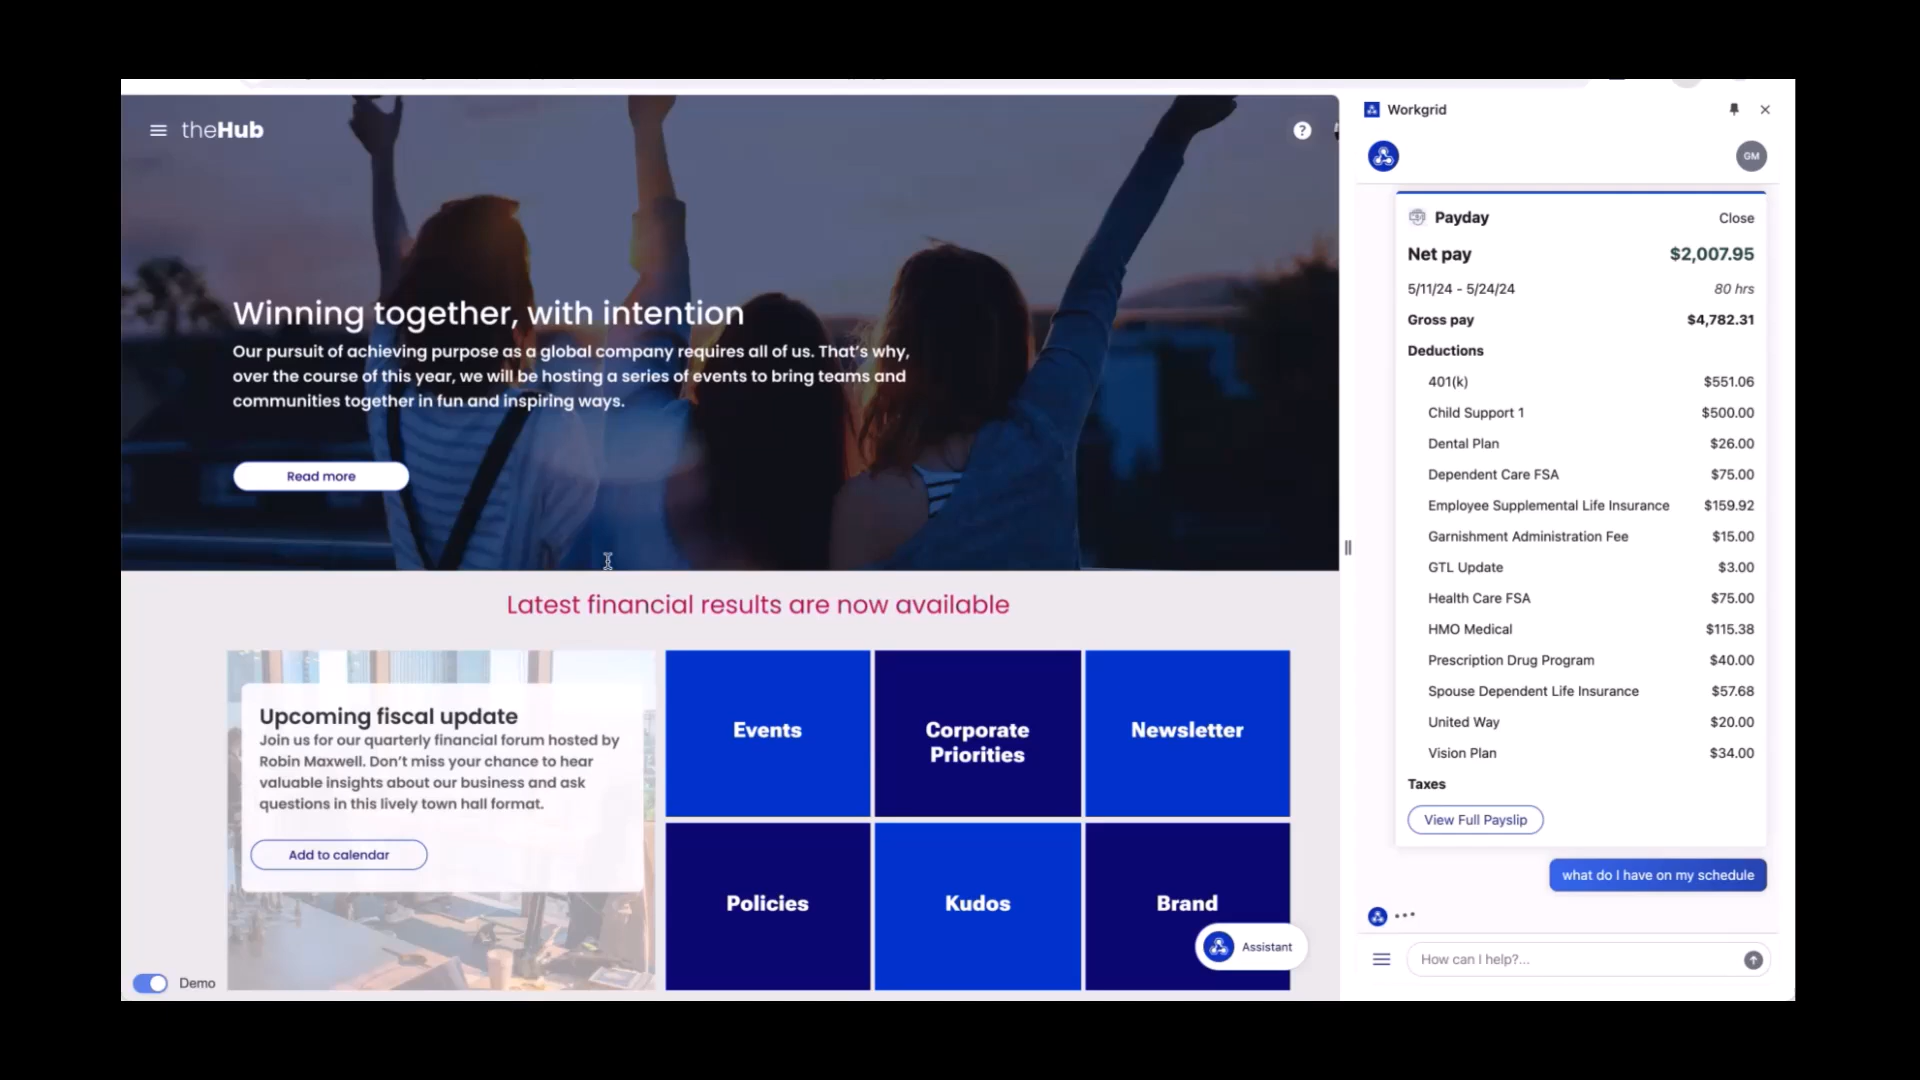 theHub
?
Winning together, with intention
Our pursuit of achieving purpose as a global company requires all of us. That's why,
over the course of this year, we will be hosting a series of events to bring teams and
communities together in fun and inspiring ways.
Read more
Latest financial results are now available
Upcoming fiscal update
Join us for our quarterly financial forum hosted by
Robin Maxwell. Don't miss your chance to hear
valuable insights about our business and ask
questions in this lively town hall format.
Add to calendar
Events
Corporate
Priorities
Newsletter
Policies
Kudos
Brand
Assistant
Demo
Workgrid
GM
Payday Close
Net pay $2,007.95
5/11/24 - 5/24/24 80 hrs
Gross pay $4,782.31
Deductions
401(k) $551.06
Child Support 1 $500.00
Dental Plan $26.00
Dependent Care FSA $75.00
Employee Supplemental Life Insurance $159.92
Garnishment Administration Fee $15.00
GTL Update $3.00
Health Care FSA $75.00
HMO Medical $115.38
Prescription Drug Program $40.00
Spouse Dependent Life Insurance $57.68
United Way $20.00
Vision Plan $34.00
Taxes
View Full Payslip
what do I have on my schedule
How can I help?...